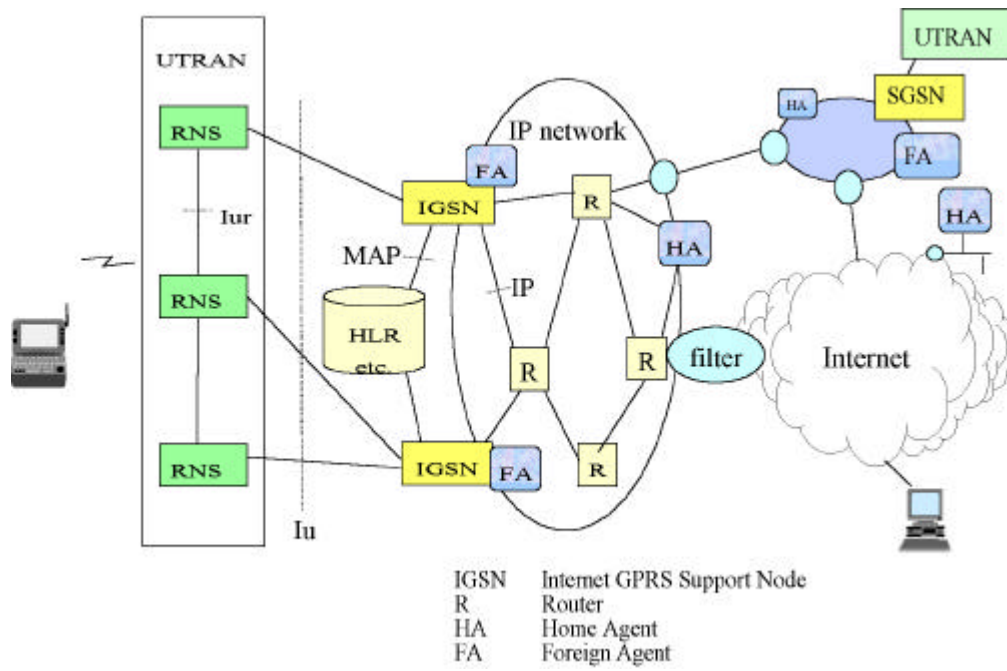 UTRAN
UTRAN
SGSN
HA
RNS
IP network
FA
FA
IGSN
R
HA
Iur
HA
MAP
IP
RNS
HLR
etc.
R
R
filter
Internet
RNS
IGSN
FA
R
Iu
IGSN Internet GPRS Support Node
R Router
HA Home Agent
FA Foreign Agent